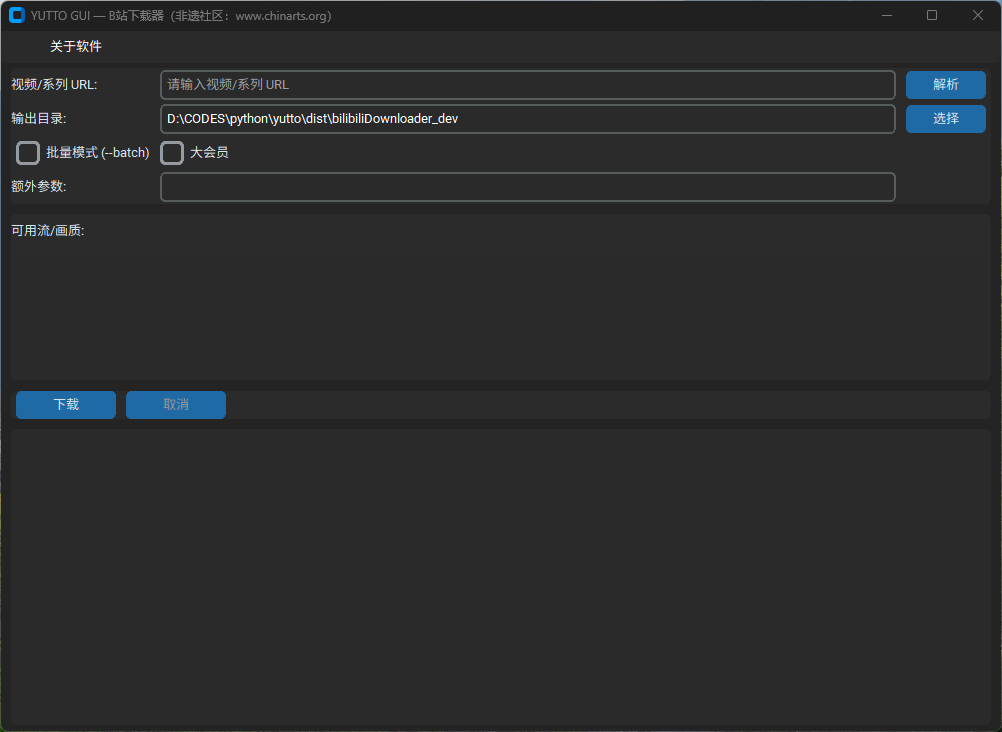 YUTTO GUI — B站下载器（非遗社区：www.chinarts.org）
关于软件
视频/系列 URL: 请输入视频/系列 URL 解析
输出目录: D:\CODES\python\yutto\dist\bilibiliDownloader_dev 选择
批量模式 (--batch) 大会员
额外参数:
可用流/画质:
下载 取消